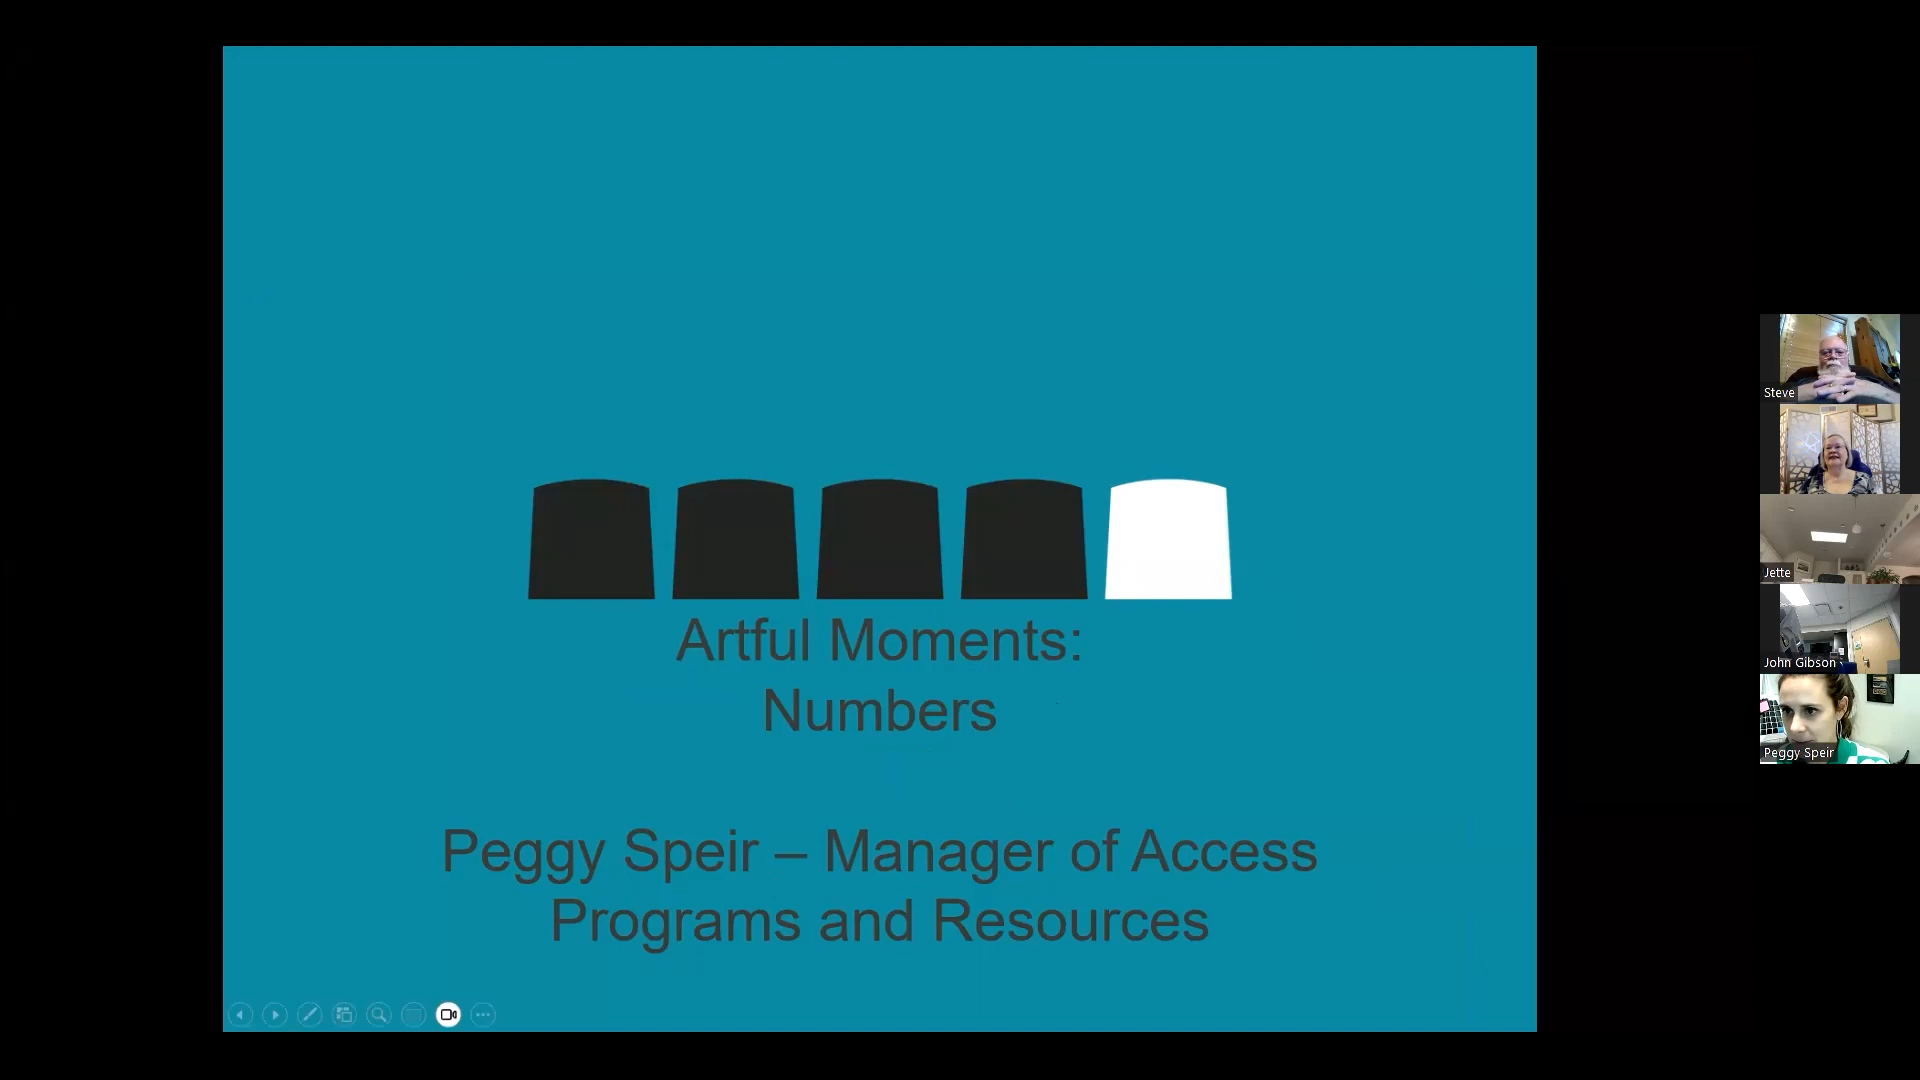 Artful Moments:
Numbers
Peggy Speir – Manager of Access
Programs and Resources
Steve
Jette
John Gibson
Peggy Speir